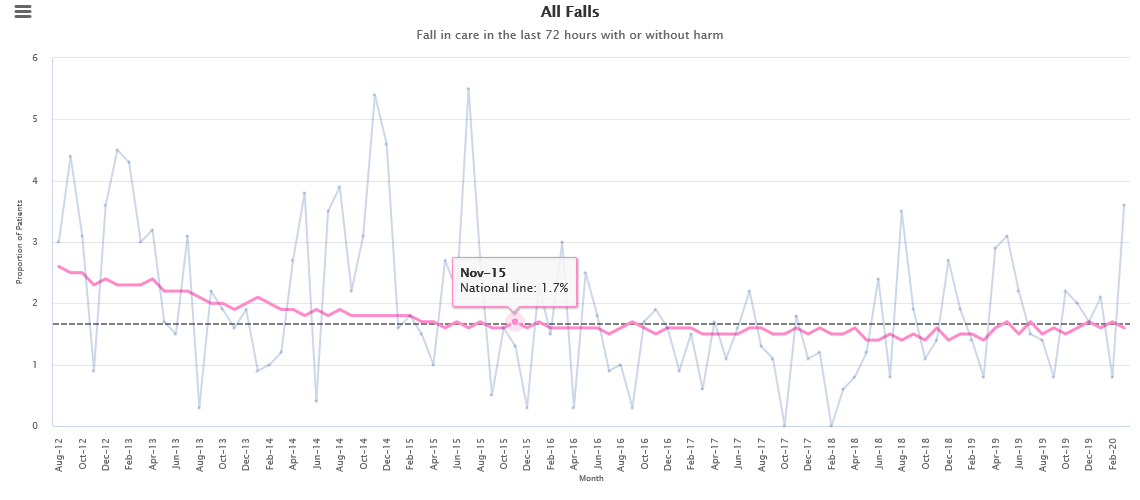 All Falls
Fall in care in the last 72 hours with or without harm
Proportion of Patients
6
5
4
3
2
1
0
Nov-15
National line: 1.7%
Aug-12
Oct-12
Dec-12
Feb-13
Apr-13
Jun-13
Aug-13
Oct-13
Dec-13
Feb-14
Apr-14
Jun-14
Aug-14
Oct-14
Dec-14
Feb-15
Apr-15
Jun-15
Aug-15
Oct-15
Dec-15
Feb-16
Apr-16
Jun-16
Aug-16
Oct-16
Dec-16
Feb-17
Apr-17
Jun-17
Aug-17
Oct-17
Dec-17
Feb-18
Apr-18
Jun-18
Aug-18
Oct-18
Dec-18
Feb-19
Apr-19
Jun-19
Aug-19
Oct-19
Dec-19
Feb-20
Month